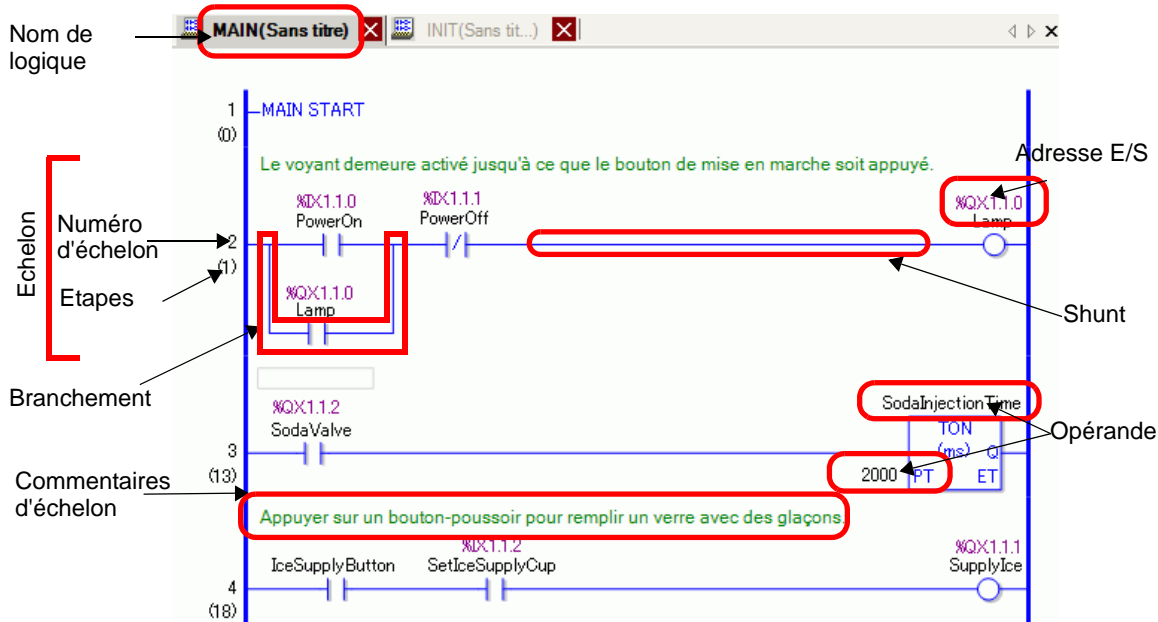 Nom de
logique
MAIN(Sans titre)
INIT(Sans tit...)
1
(0)
MAIN START
Le voyant demeure activé jusqu'à ce que le bouton de mise en marche soit appuyé.
Adresse E/S
Echelon
Numéro
d'échelon
Etapes
2
(1)
%IX1.1.0
PowerOn
%IX1.1.1
PowerOff
%QX1.1.0
Lamp
%QX1.1.0
Lamp
Shunt
Branchement
%QX1.1.2
SodaValve
3
(13)
SodaInjectionTime
TON
(ms) Q
2000 PT ET
Opérande
Commentaires
d'échelon
Appuyer sur un bouton-poussoir pour remplir un verre avec des glaçons.
IceSupplyButton
%IX1.1.2
SetIceSupplyCup
%QX1.1.1
SupplyIce
4
(18)